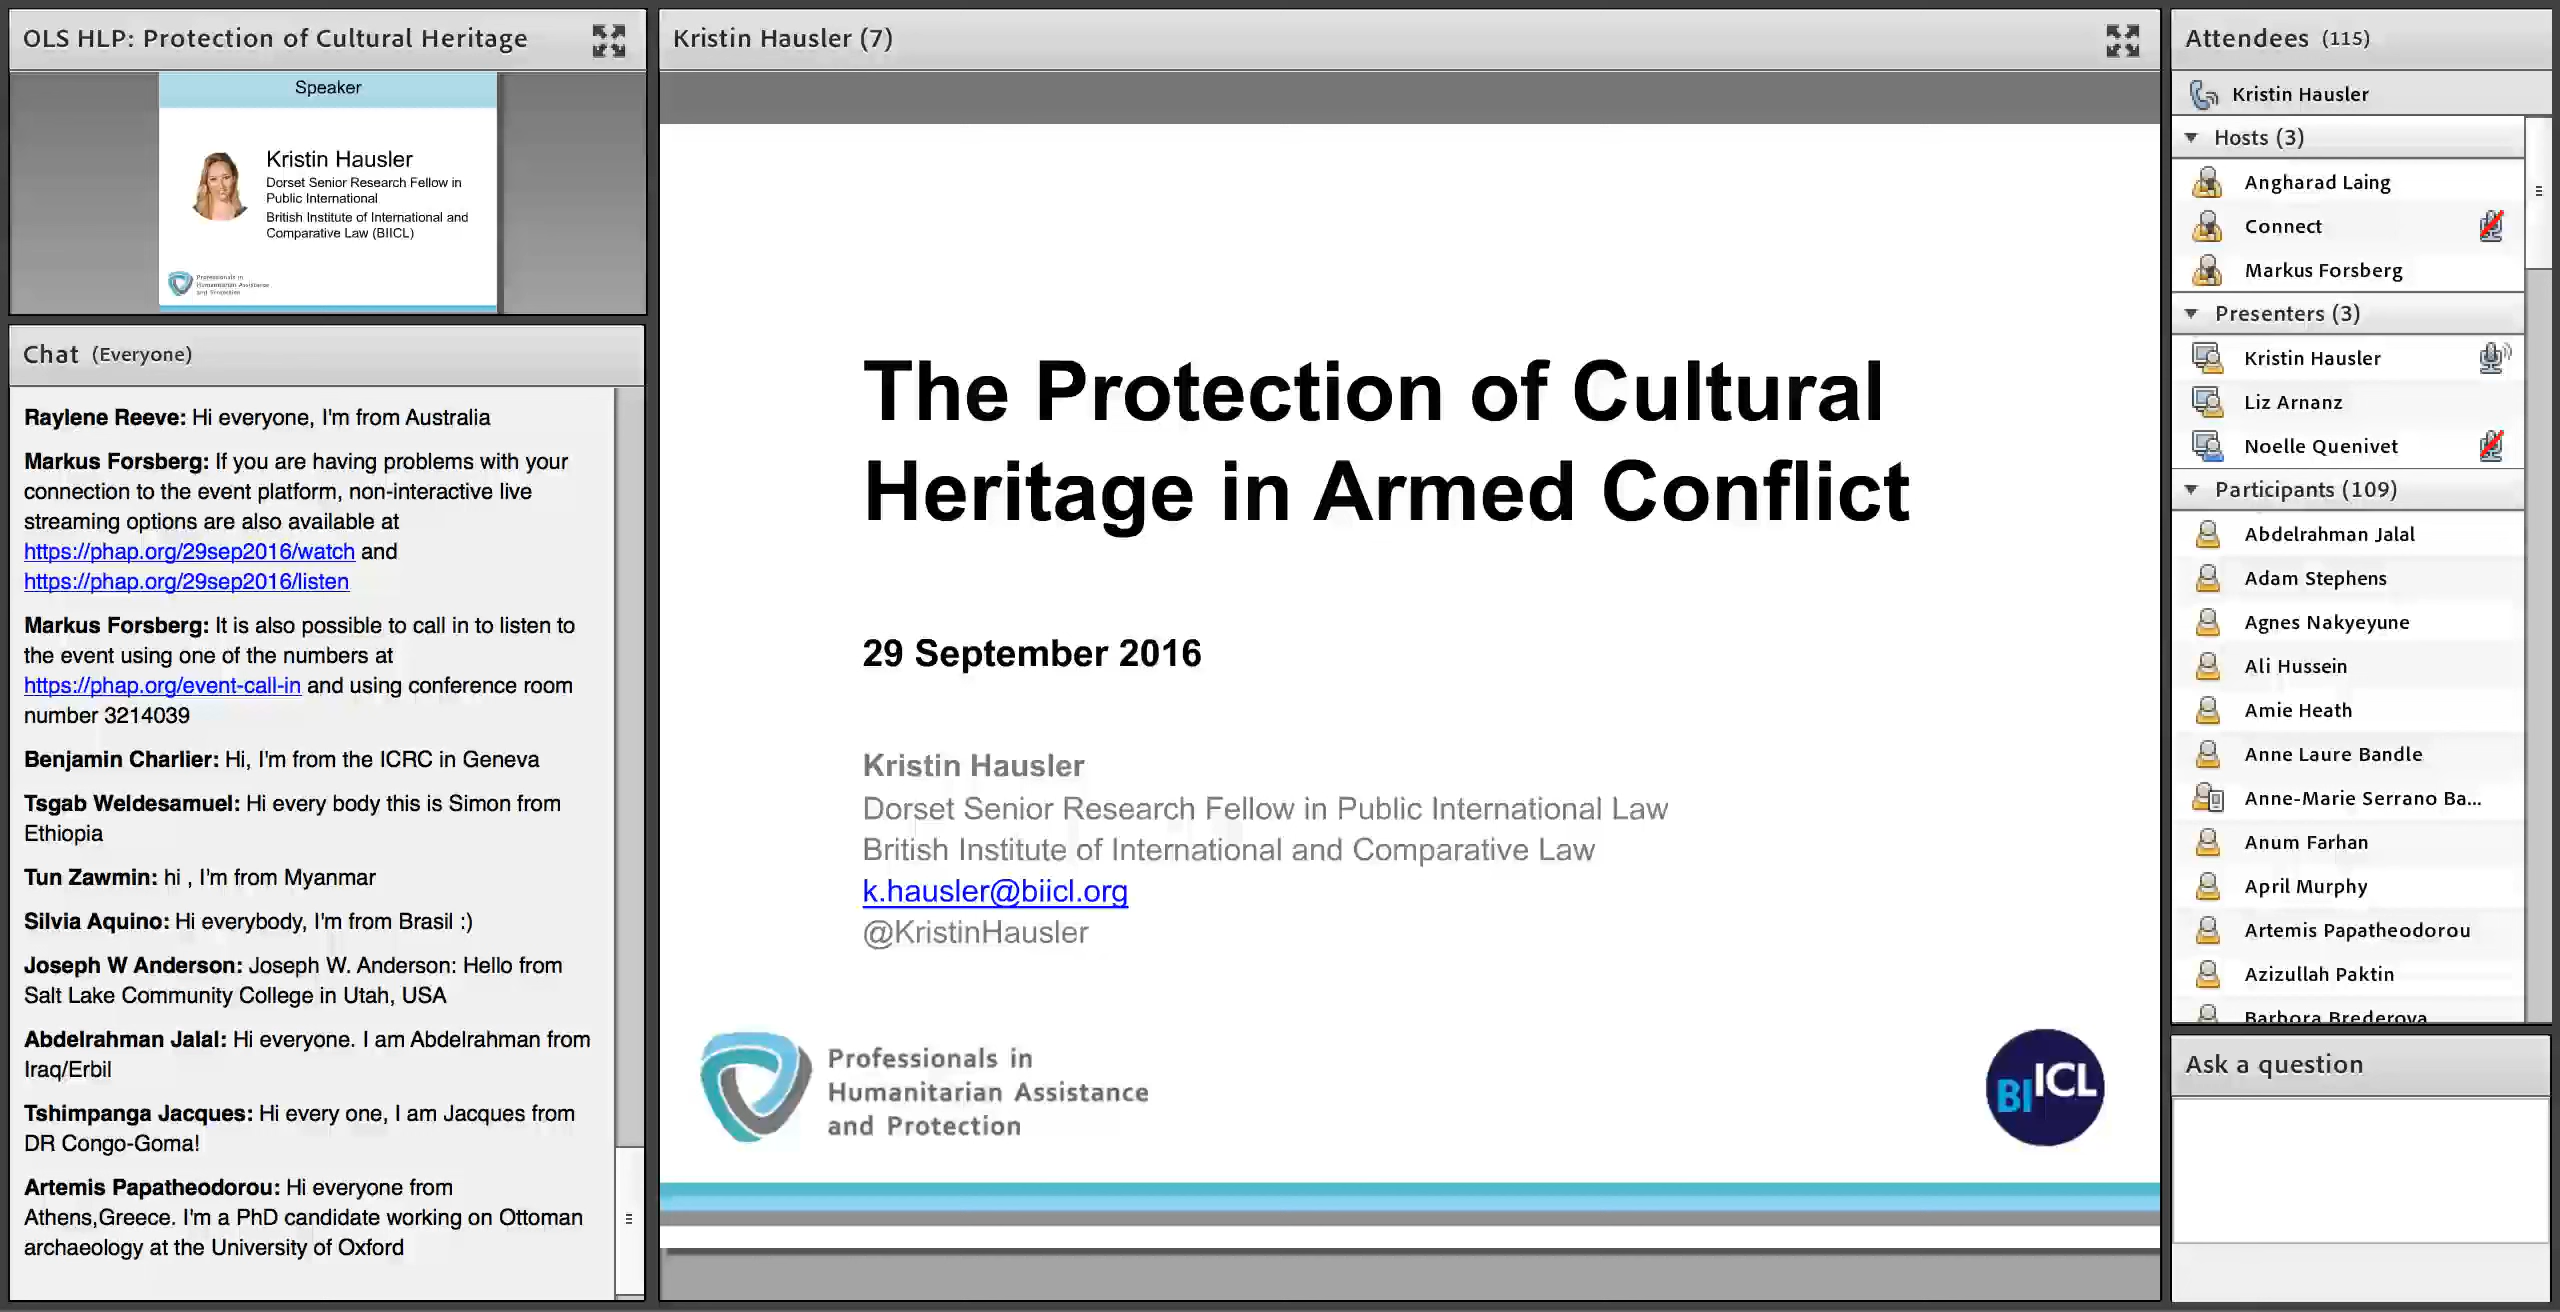 OLS HLP: Protection of Cultural Heritage
Speaker
Kristin Hausler
Dorset Senior Research Fellow in
Public International
British Institute of International and
Comparative Law (BIICL)
Professionals in
Humanitarian Assistance
and Protection
Chat (Everyone)
Raylene Reeve: Hi everyone, I'm from Australia
Markus Forsberg: If you are having problems with your
connection to the event platform, non-interactive live
streaming options are also available at
https://phap.org/29sep2016/watch and
https://phap.org/29sep2016/listen
Markus Forsberg: It is also possible to call in to listen to
the event using one of the numbers at
https://phap.org/event-call-in and using conference room
number 3214039
Benjamin Charlier: Hi, I'm from the ICRC in Geneva
Tsgab Weldesamuel: Hi every body this is Simon from
Ethiopia
Tun Zawmin: hi , I'm from Myanmar
Silvia Aquino: Hi everybody, I'm from Brasil :)
Joseph W Anderson: Joseph W. Anderson: Hello from
Salt Lake Community College in Utah, USA
Abdelrahman Jalal: Hi everyone. I am Abdelrahman from
Iraq/Erbil
Tshimpanga Jacques: Hi every one, I am Jacques from
DR Congo-Goma!
Artemis Papatheodorou: Hi everyone from
Athens,Greece. I'm a PhD candidate working on Ottoman
archaeology at the University of Oxford
Kristin Hausler (7)
The Protection of Cultural
Heritage in Armed Conflict
29 September 2016
Kristin Hausler
Dorset Senior Research Fellow in Public International Law
British Institute of International and Comparative Law
k.hausler@biicl.org
@KristinHausler
Professionals in
Humanitarian Assistance
and Protection
BIICL
Attendees (115)
Kristin Hausler
Hosts (3)
Angharad Laing
Connect
Markus Forsberg
Presenters (3)
Kristin Hausler
Liz Arnanz
Noelle Quenivet
Participants (109)
Abdelrahman Jalal
Adam Stephens
Agnes Nakyeyune
Ali Hussein
Amie Heath
Anne Laure Bandle
Anne-Marie Serrano Ba...
Anum Farhan
April Murphy
Artemis Papatheodorou
Azizullah Paktin
Barbora Brederova
Ask a question